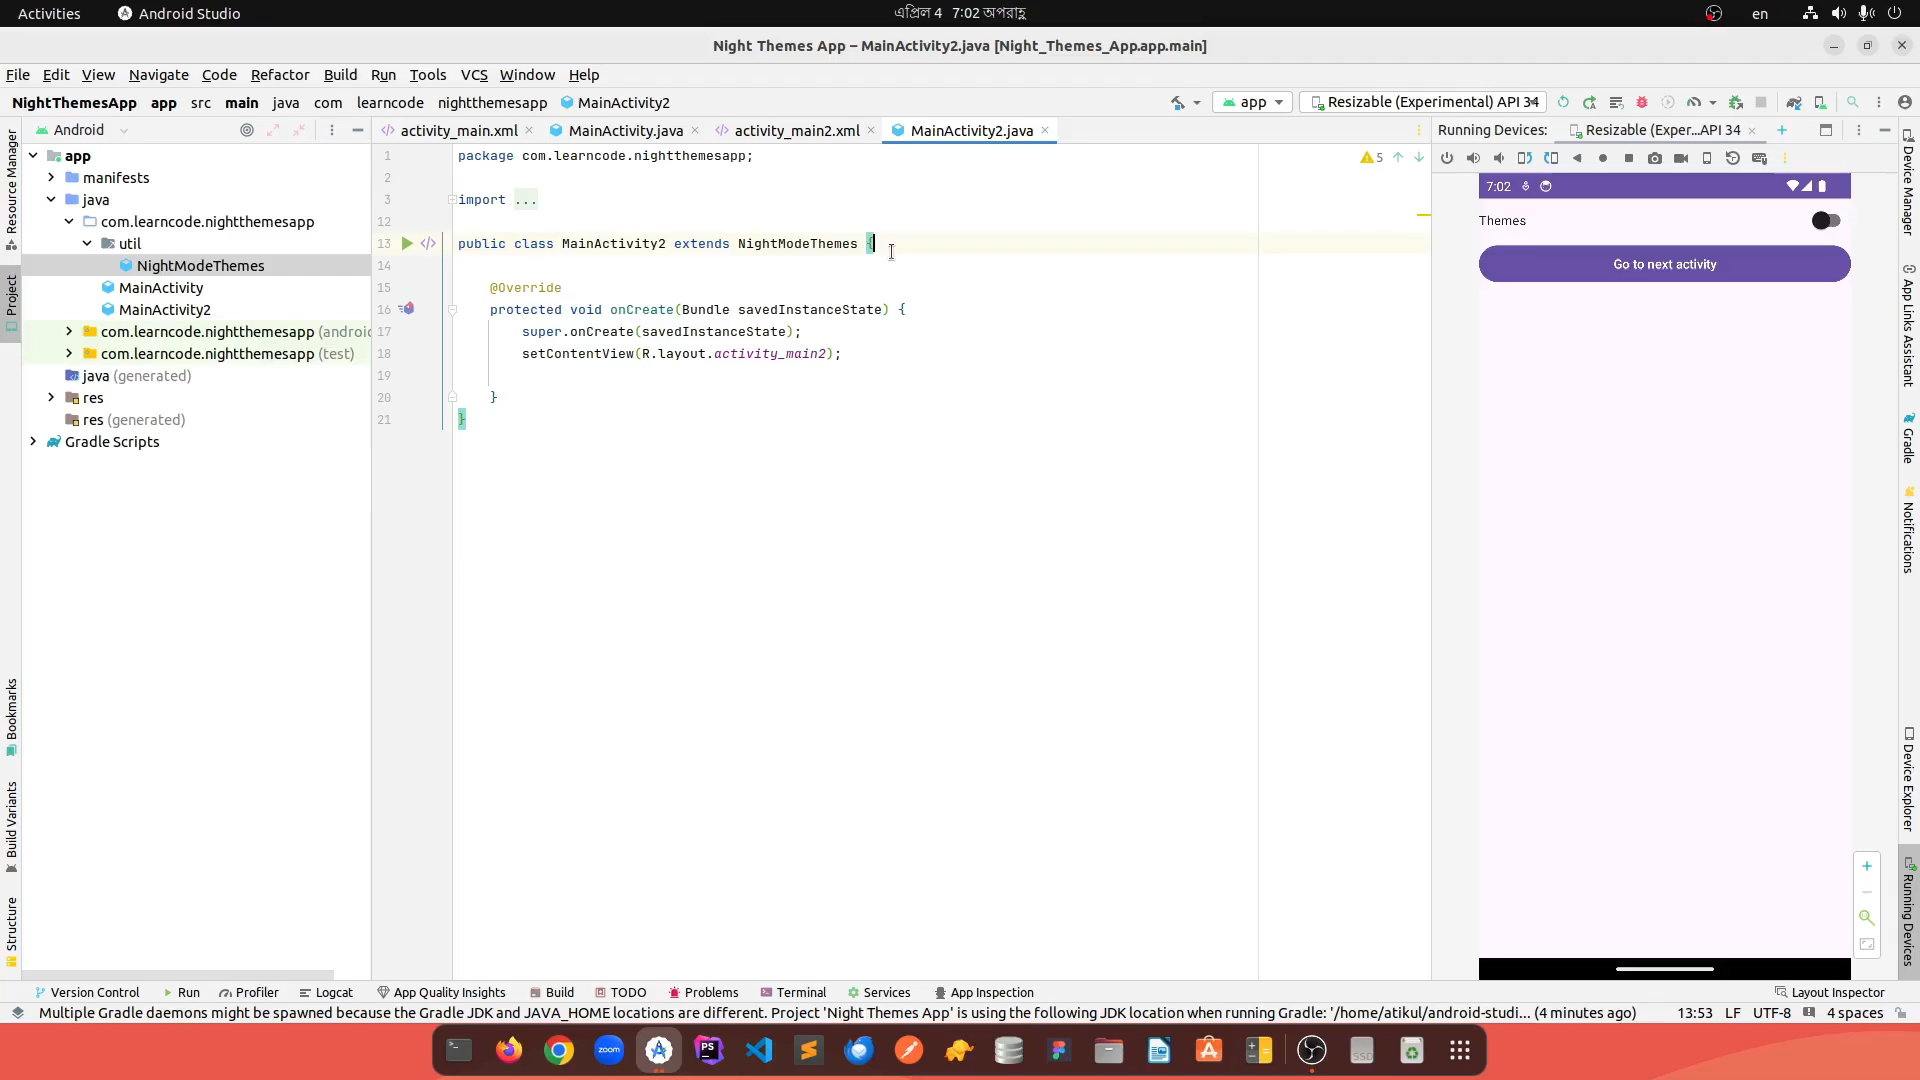 Activities Android Studio এপ্রিল 4 7:02 অপরাহ্ণ en
Night Themes App – MainActivity2.java [Night_Themes_App.app.main]
File Edit View Navigate Code Refactor Build Run Tools VCS Window Help
NightThemesApp app src main java com learncode nightthemesapp MainActivity2 app Resizable (Experimental) API 34
Android activity_main.xml MainActivity.java activity_main2.xml MainActivity2.java Running Devices: Resizable (Exper...API 34
app
manifests
java
com.learncode.nightthemesapp
util
NightModeThemes
MainActivity
MainActivity2
com.learncode.nightthemesapp (androi
com.learncode.nightthemesapp (test)
java (generated)
res
res (generated)
Gradle Scripts
1 package com.learncode.nightthemesapp;
2
3 import ...
12
13 public class MainActivity2 extends NightModeThemes {
14
15 @Override
16 protected void onCreate(Bundle savedInstanceState) {
17 super.onCreate(savedInstanceState);
18 setContentView(R.layout.activity_main2);
19
20 }
21 }
5
7:02
Themes
Go to next activity
Resource Manager
Project
Bookmarks
Build Variants
Structure
Device Manager
App Links Assistant
Gradle
Notifications
Device Explorer
Running Devices
Version Control Run Profiler Logcat App Quality Insights Build TODO Problems Terminal Services App Inspection Layout Inspector
Multiple Gradle daemons might be spawned because the Gradle JDK and JAVA_HOME locations are different. Project 'Night Themes App' is using the following JDK location when running Gradle: '/home/atikul/android-studi... (4 minutes ago) 13:53 LF UTF-8 4 spaces
zoom
PS
SSD